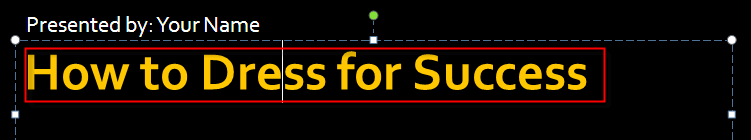 Presented by: Your Name
How to Dress for Success